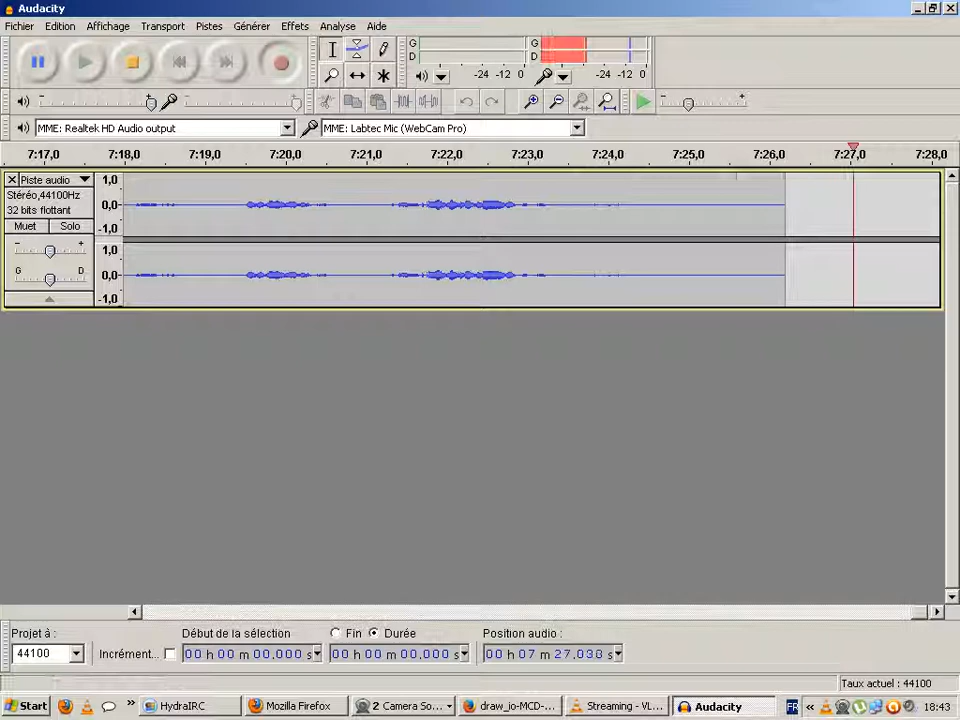 Audacity
Fichier Edition Affichage Transport Pistes Générer Effets Analyse Aide
G
D
-24 -12 0
G
D
-24 -12 0
MME: Realtek HD Audio output
MME: Labtec Mic (WebCam Pro)
7:17,0 7:18,0 7:19,0 7:20,0 7:21,0 7:22,0 7:23,0 7:24,0 7:25,0 7:26,0 7:27,0 7:28,0
Piste audio
Stéréo,44100Hz
32 bits flottant
Muet Solo
- +
G D
1,0
0,0
-1,0
1,0
0,0
-1,0
Projet à :
44100
Incrément...
Début de la sélection
00 h 00 m 00,000 s
Fin Durée
00 h 00 m 00,000 s
Position audio :
00 h 07 m 27,038 s
Taux actuel : 44100
Start
HydraIRC
Mozilla Firefox
2 Camera So...
draw_io-MCD-...
Streaming - VL...
Audacity
FR
18:43